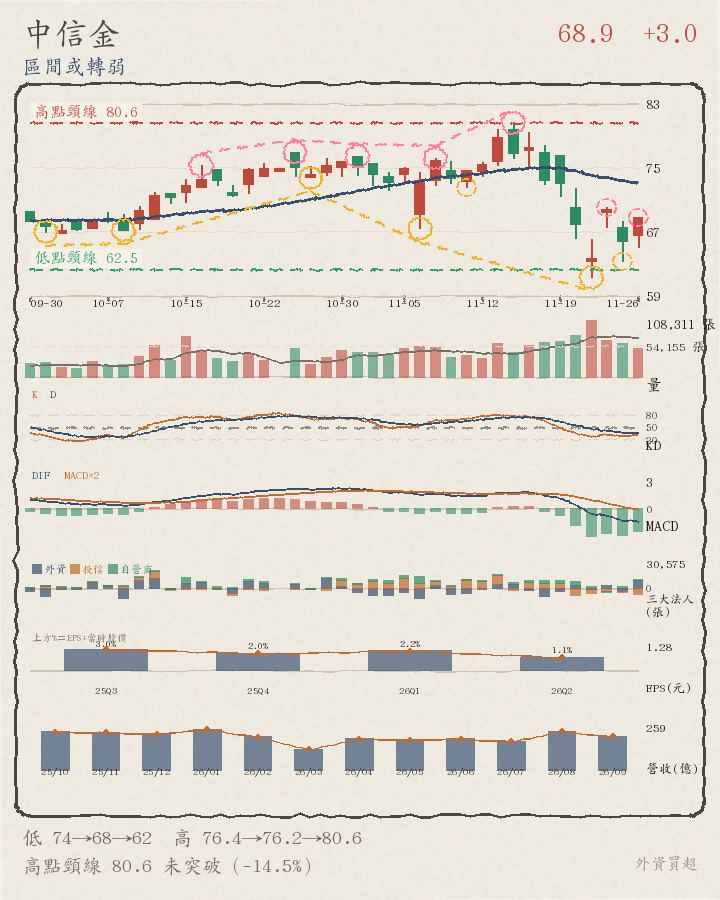 中信金
68.9 +3.0
區間或轉弱
高點頸線 80.6
83
75
67
59
低點頸線 62.5
09-30 10-07 10-15 10-22 10-30 11-05 11-12 11-19 11-26
108,311 張
54,155 張
量
K D
80
50
20
KD
DIF MACD×2
3
0
MACD
外資 投信 自營商
30,575
0
三大法人
(張)
上方%=EPS÷當時股價
3.0% 2.0% 2.2% 1.1%
1.28
25Q3 25Q4 26Q1 26Q2
EPS(元)
259
25/10 25/11 25/12 26/01 26/02 26/03 26/04 26/05 26/06 26/07 26/08 26/09
營收(億)
低 74→68→62 高 76.4→76.2→80.6
高點頸線 80.6 未突破 (-14.5%)
外資買超